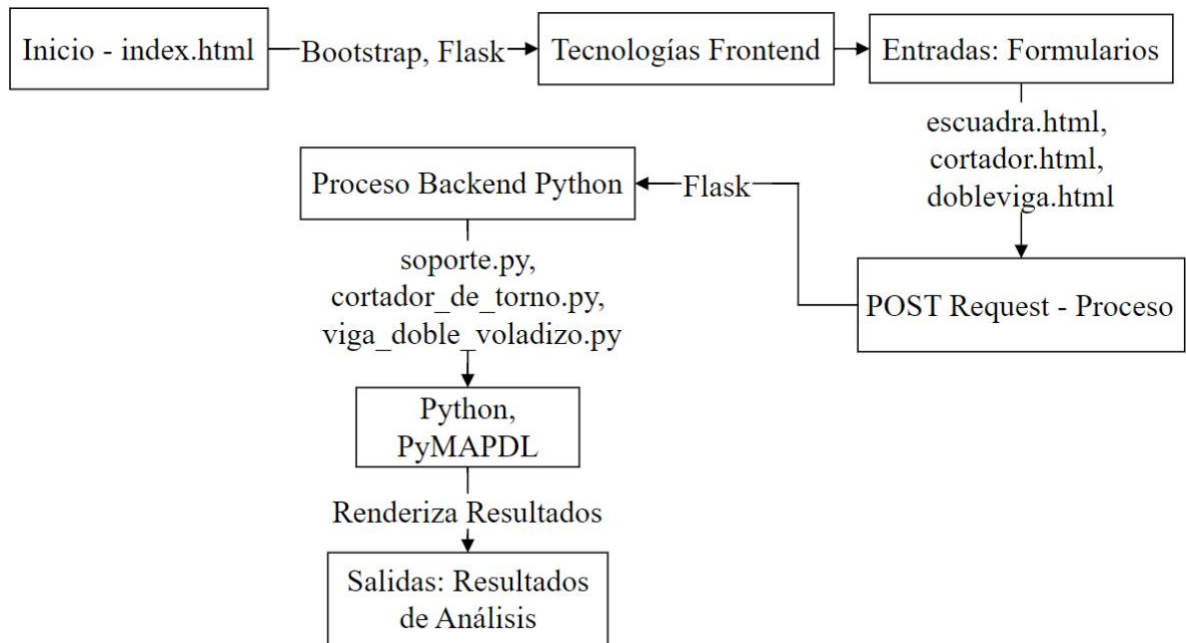 Inicio - index.html
Bootstrap, Flask
Tecnologías Frontend
Entradas: Formularios
escuadra.html,
cortador.html,
dobleviga.html
POST Request - Proceso
Flask
Proceso Backend Python
soporte.py,
cortador_de_torno.py,
viga_doble_voladizo.py
Python,
PyMAPDL
Renderiza Resultados
Salidas: Resultados
de Análisis